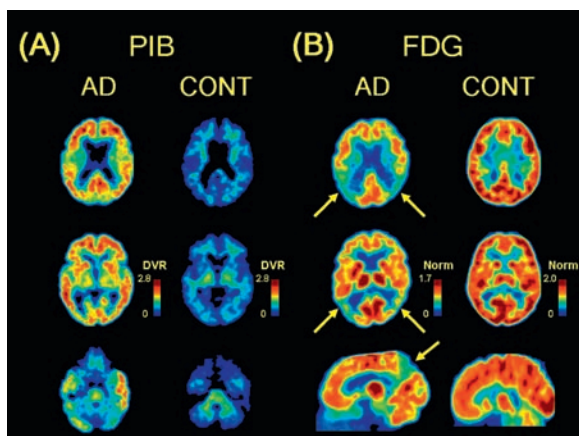 (A) PIB (B) FDG
AD CONT AD CONT
DVR DVR Norm Norm
2.8 2.8 1.7 2.0
0 0 0 0